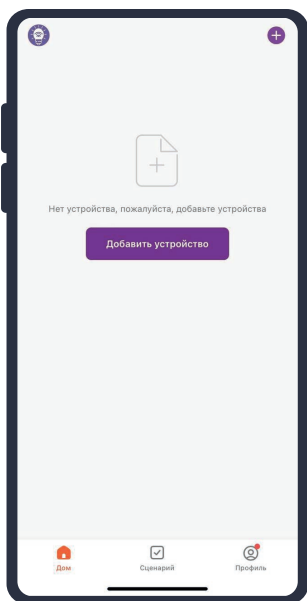 Нет устройства, пожалуйста, добавьте устройства
Добавить устройство
Дом
Сценарий
Профиль